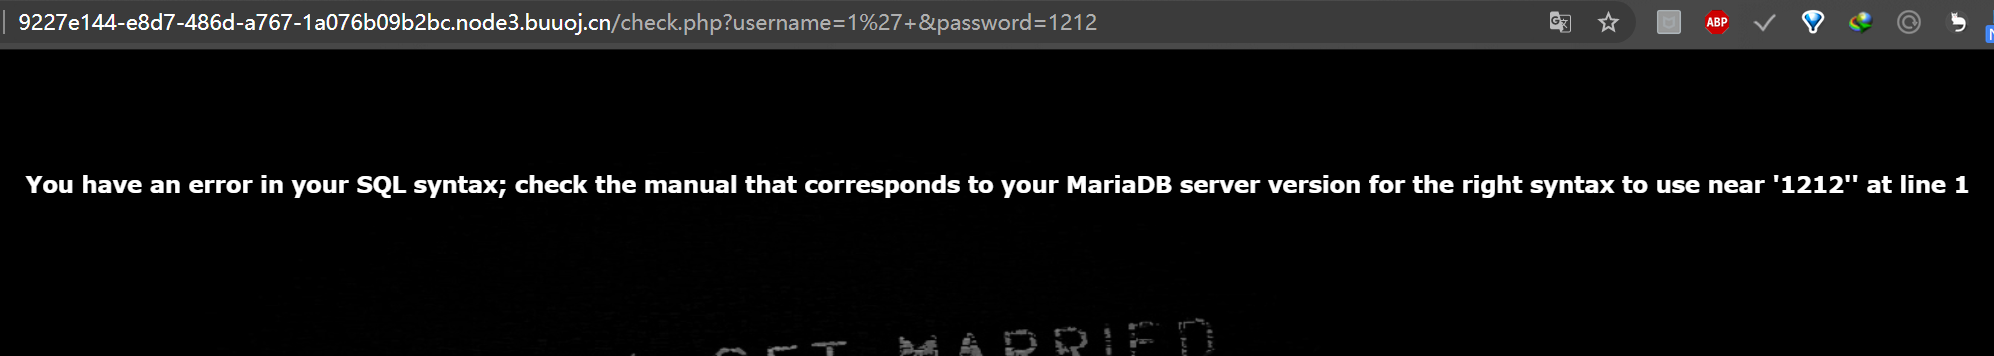 9227e144-e8d7-486d-a767-1a076b09b2bc.node3.buuoj.cn/check.php?username=1%27+&password=1212
ABP
N
You have an error in your SQL syntax; check the manual that corresponds to your MariaDB server version for the right syntax to use near '1212'' at line 1
GET MARRIED